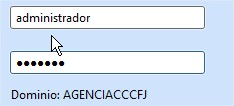 administrador
•••••••
Dominio: AGENCIACCCFJ